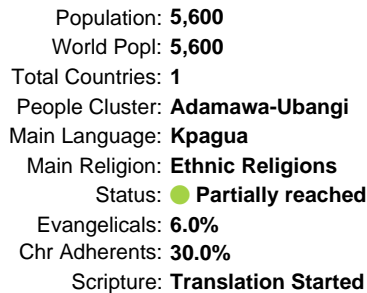 Population: 5,600
World Popl: 5,600
Total Countries: 1
People Cluster: Adamawa-Ubangi
Main Language: Kpagua
Main Religion: Ethnic Religions
Status: Partially reached
Evangelicals: 6.0%
Chr Adherents: 30.0%
Scripture: Translation Started